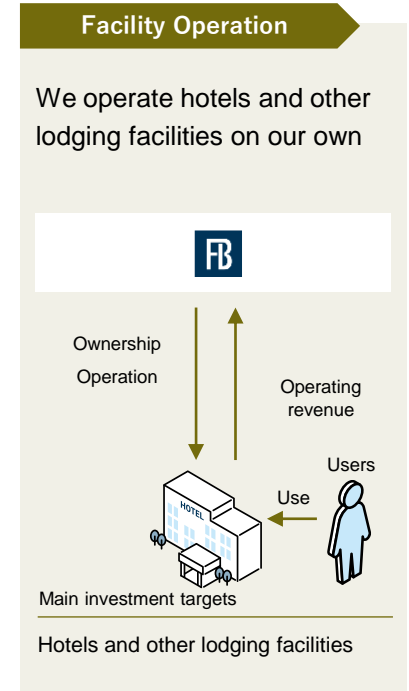 Facility Operation
We operate hotels and other
lodging facilities on our own
FB
Ownership
Operation
Operating
revenue
Users
Use
HOTEL
Main investment targets
Hotels and other lodging facilities